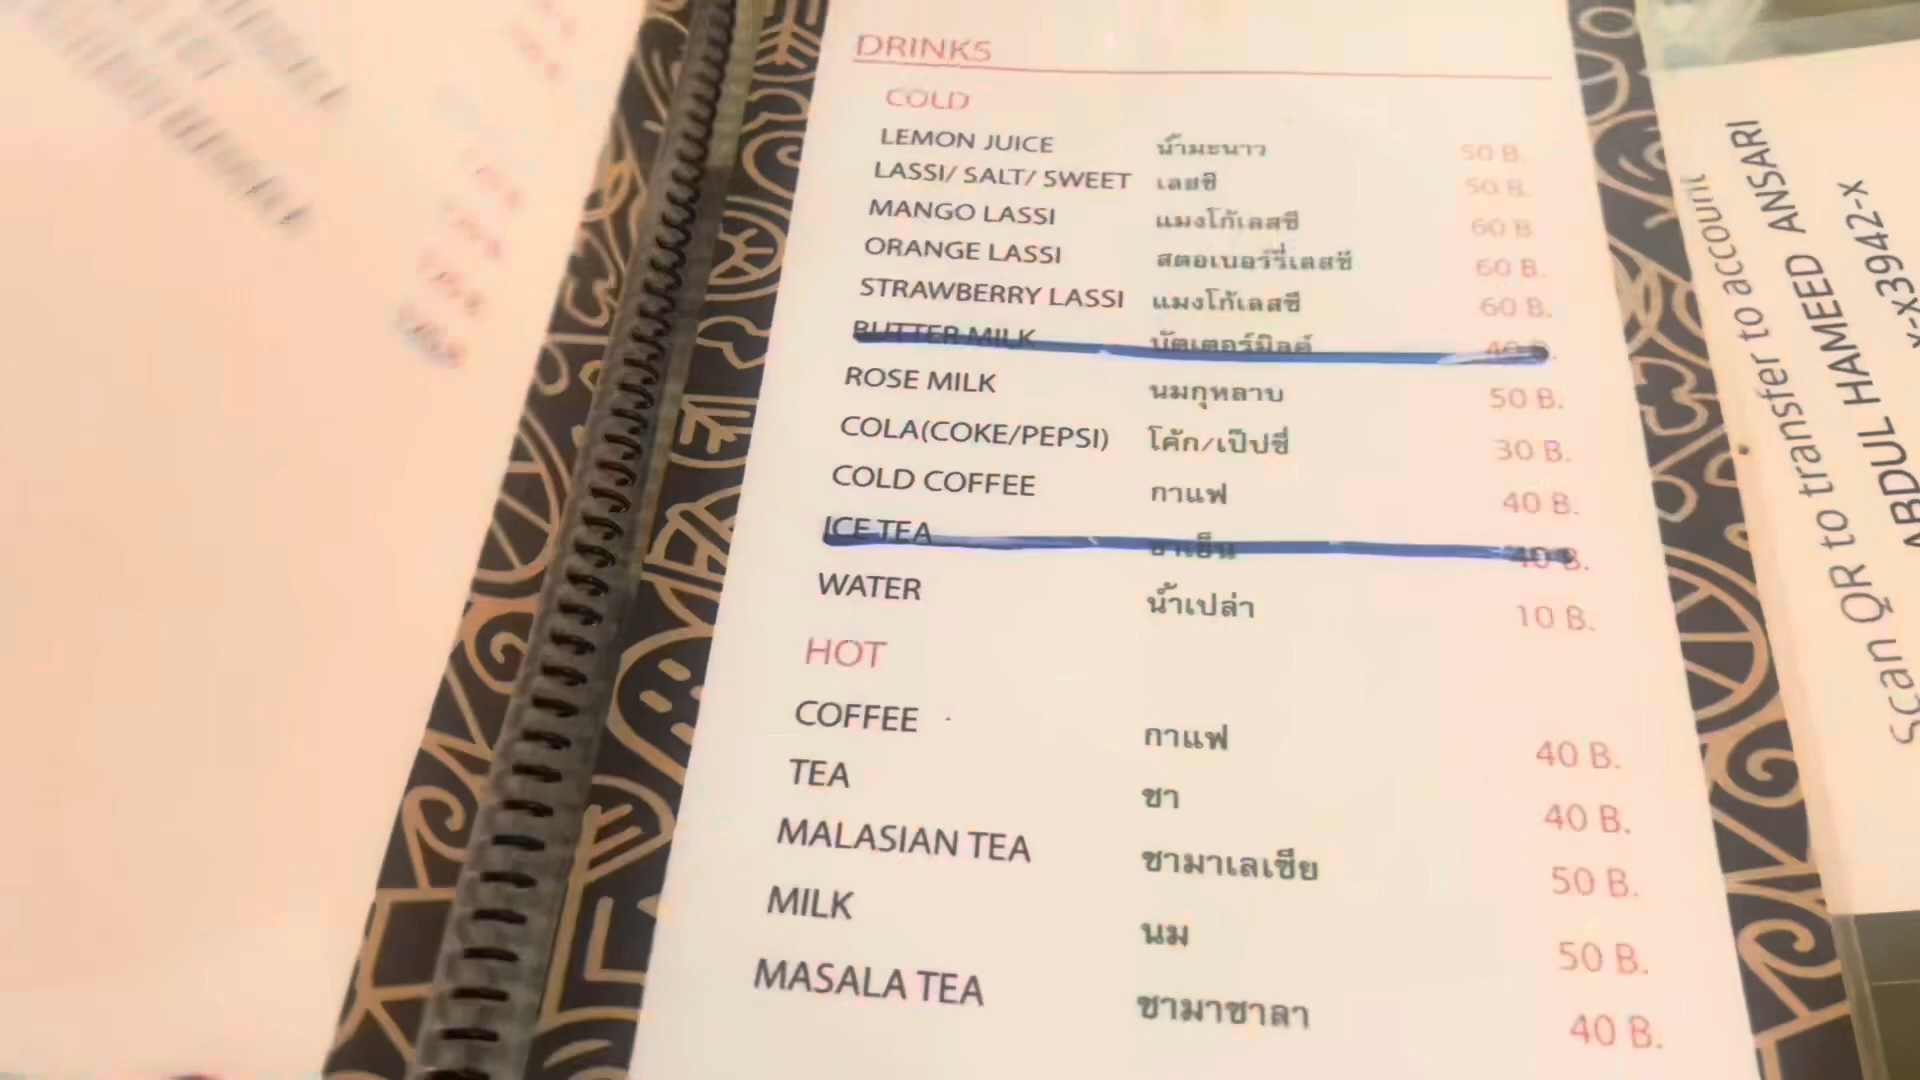 DRINKS
COLD
LEMON JUICE น้ำมะนาว 50 B.
LASSI/ SALT/ SWEET เลสซี 50 B.
MANGO LASSI แมงโก้เลสซี 60 B.
ORANGE LASSI สตอเบอร์รี่เลสซี 60 B.
STRAWBERRY LASSI แมงโก้เลสซี 60 B.
BUTTER MILK บัตเตอร์มิลค์ 40 B.
ROSE MILK นมกุหลาบ 50 B.
COLA(COKE/PEPSI) โค้ก/เป็ปซี่ 30 B.
COLD COFFEE กาแฟ 40 B.
ICE TEA ชาเย็น 40 B.
WATER น้ำเปล่า 10 B.
HOT
COFFEE กาแฟ 40 B.
TEA ชา 40 B.
MALASIAN TEA ชามาเลเซีย 50 B.
MILK นม 50 B.
MASALA TEA ชามาซาลา 40 B.
Scan QR to transfer to account
ABDUL HAMEED ANSARI
x-x3942-x